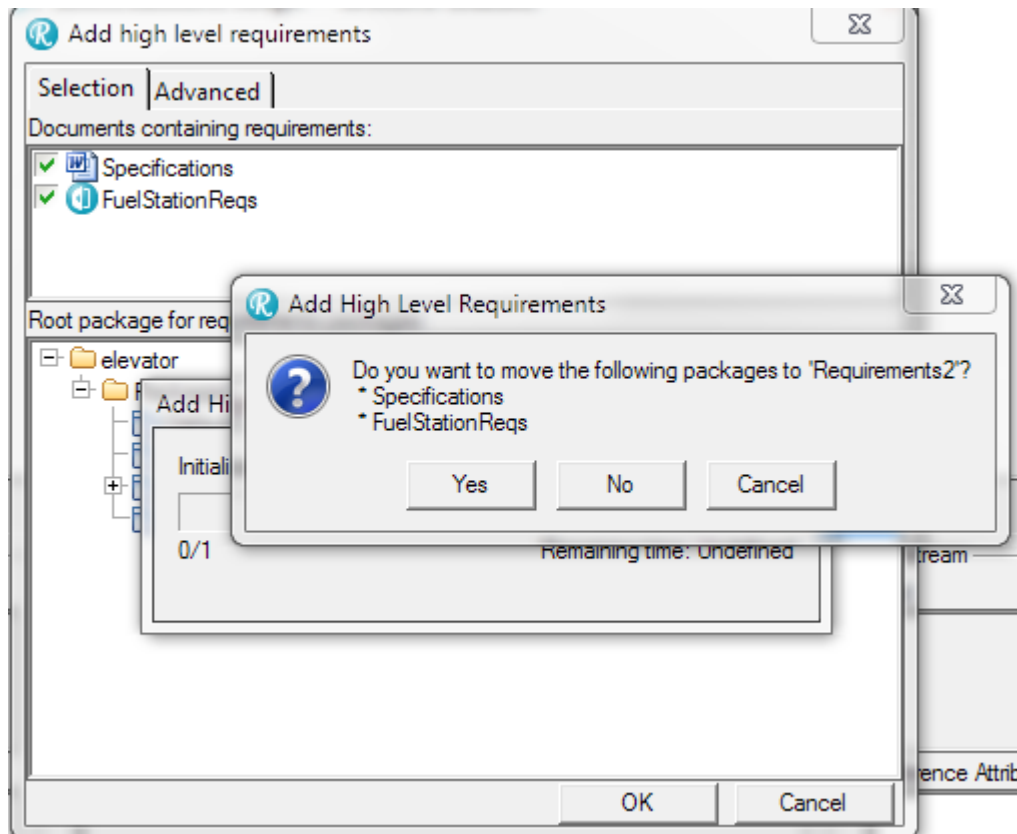 Add high level requirements
Selection
Advanced
Documents containing requirements:
Specifications
FuelStationReqs
Root package for req
elevator
Add High Level Requirements
Do you want to move the following packages to "Requirements2"?
* Specifications
* FuelStationReqs
Yes
No
Cancel
Add Hi
Initiali
0/1
Remaining time: Undefined
tream
rence Attrib
OK
Cancel